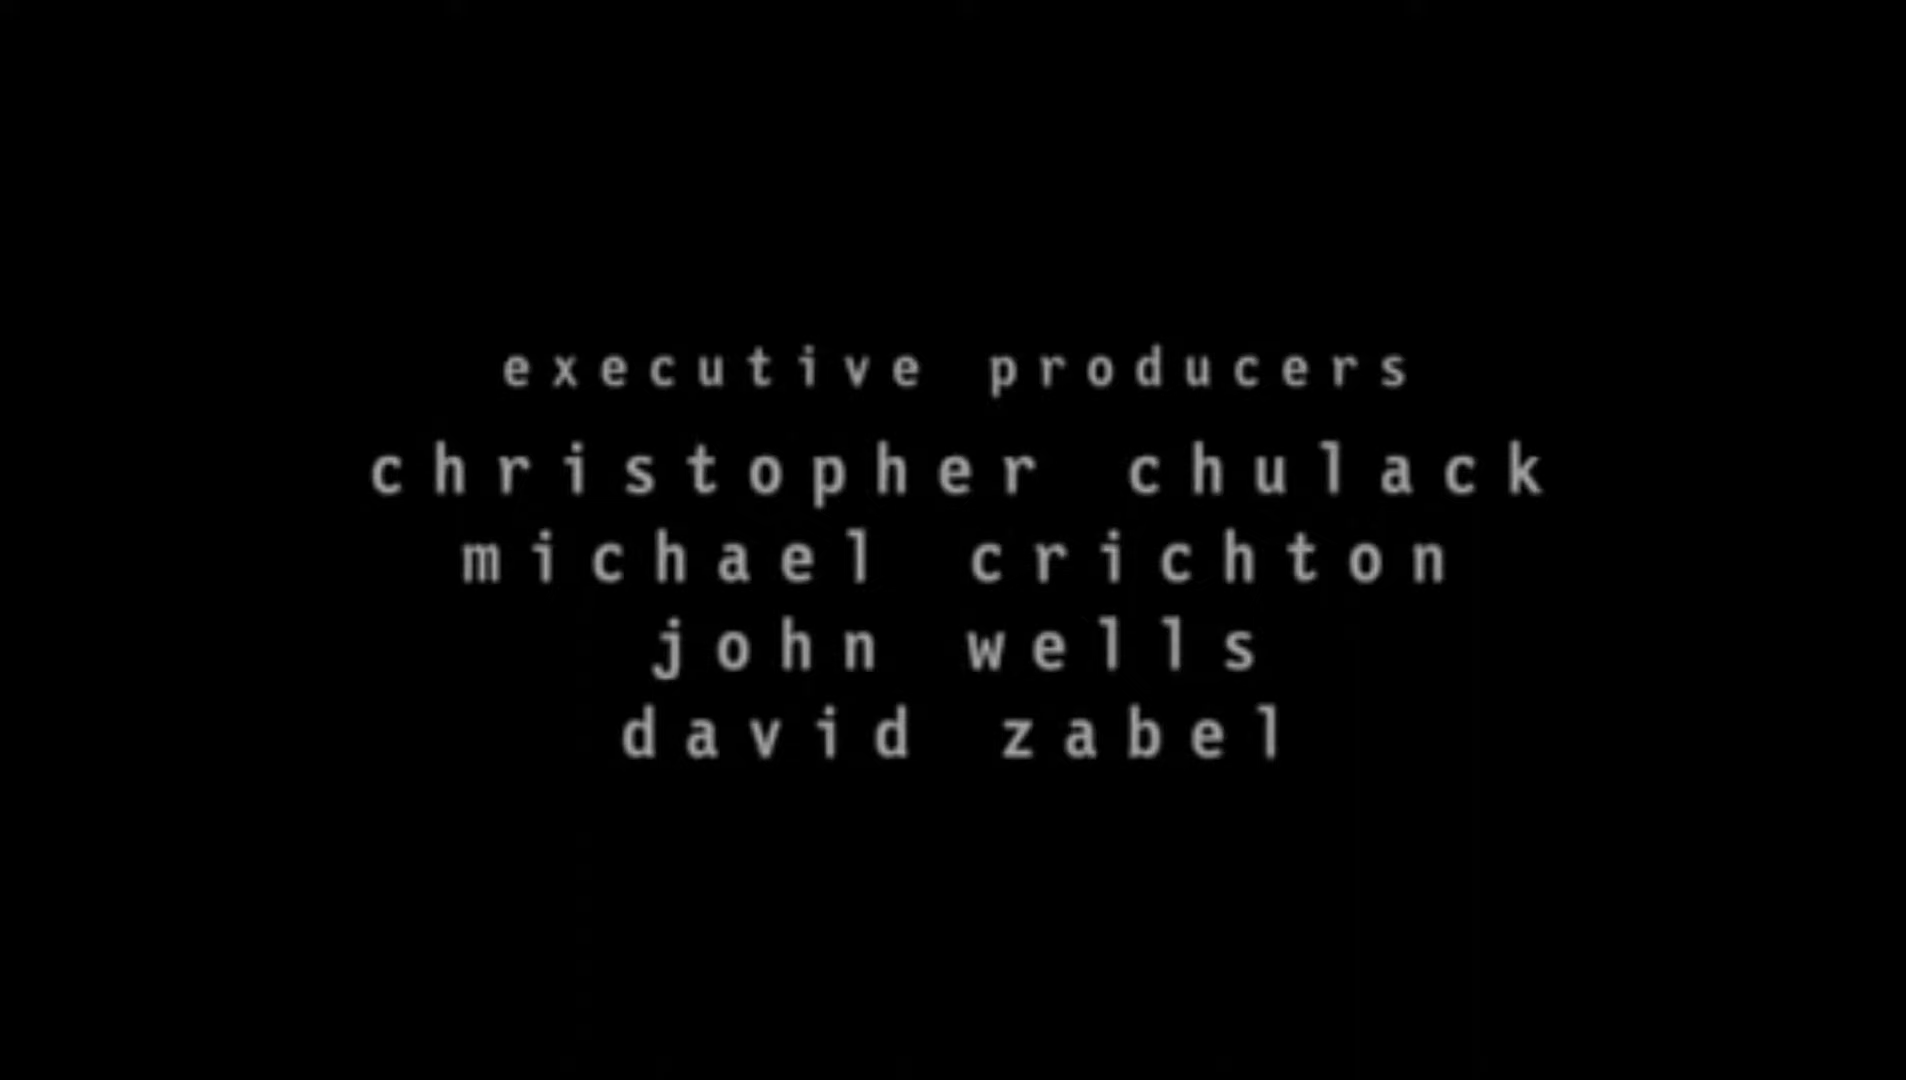 executive producers
christopher chulack
michael crichton
john wells
david zabel